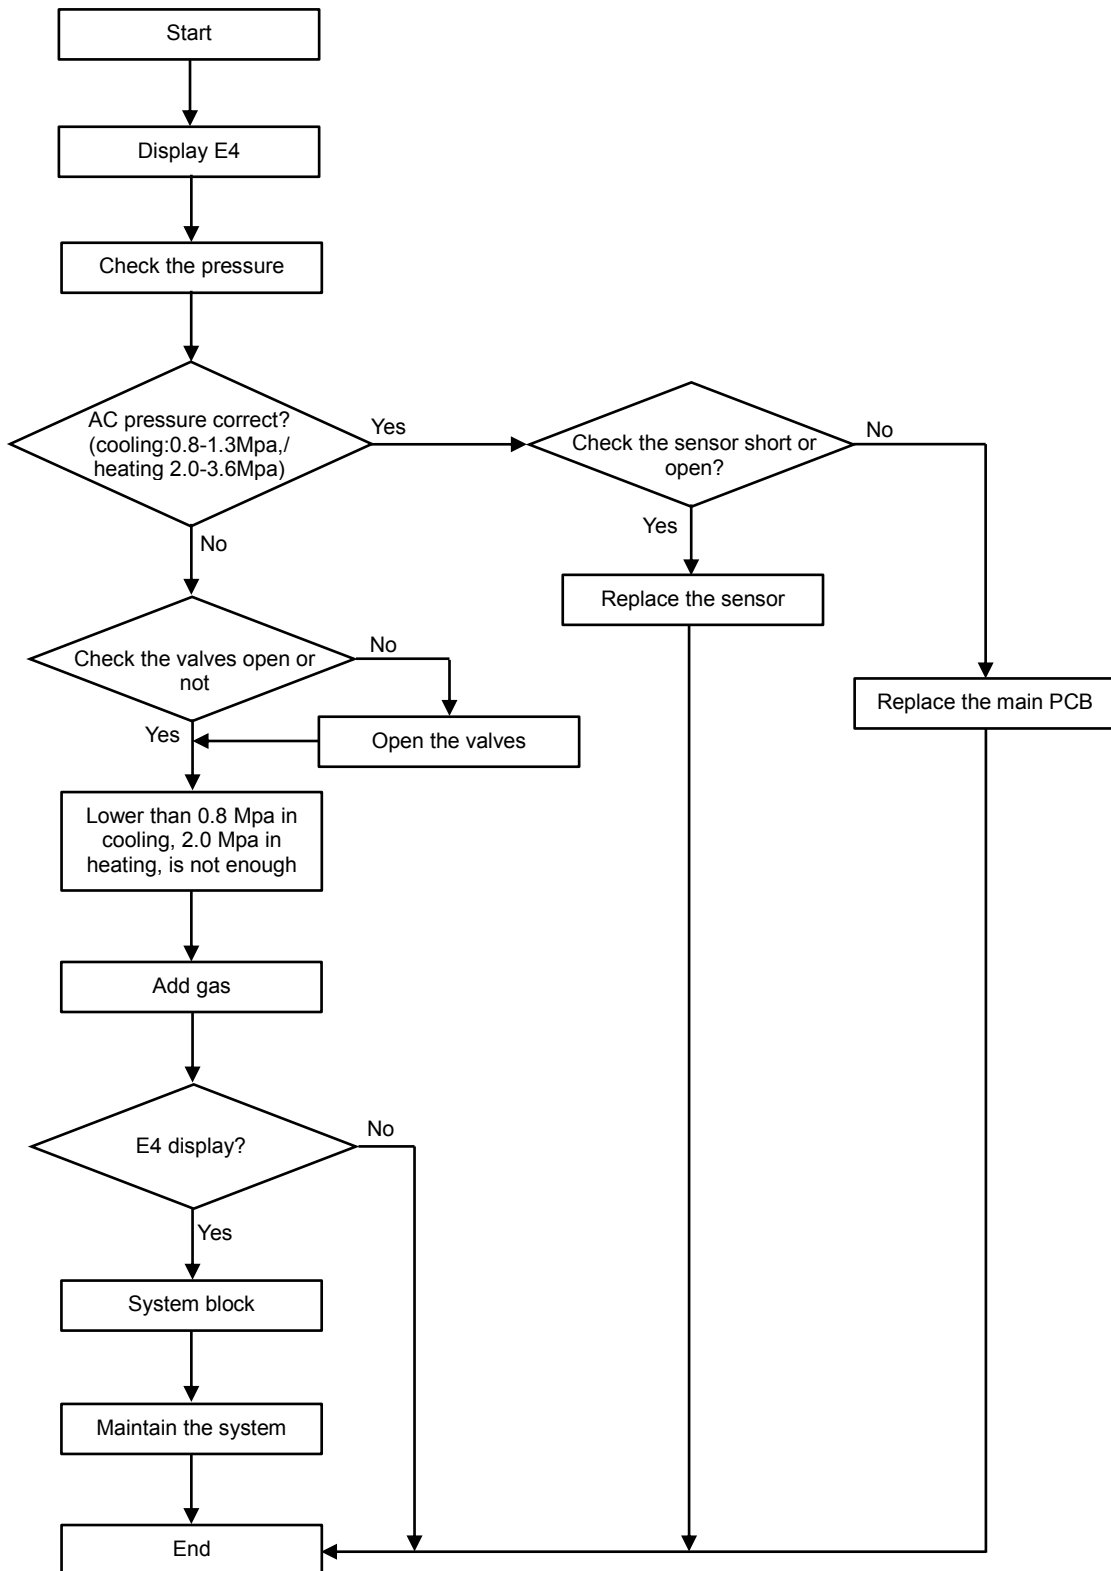 Start
Display E4
Check the pressure
AC pressure correct?
(cooling:0.8-1.3Mpa,/
heating 2.0-3.6Mpa)
Yes
Check the sensor short or
open?
No
No
Yes
Replace the sensor
Check the valves open or
not
No
Replace the main PCB
Yes
Open the valves
Lower than 0.8 Mpa in
cooling, 2.0 Mpa in
heating, is not enough
Add gas
E4 display?
No
Yes
System block
Maintain the system
End